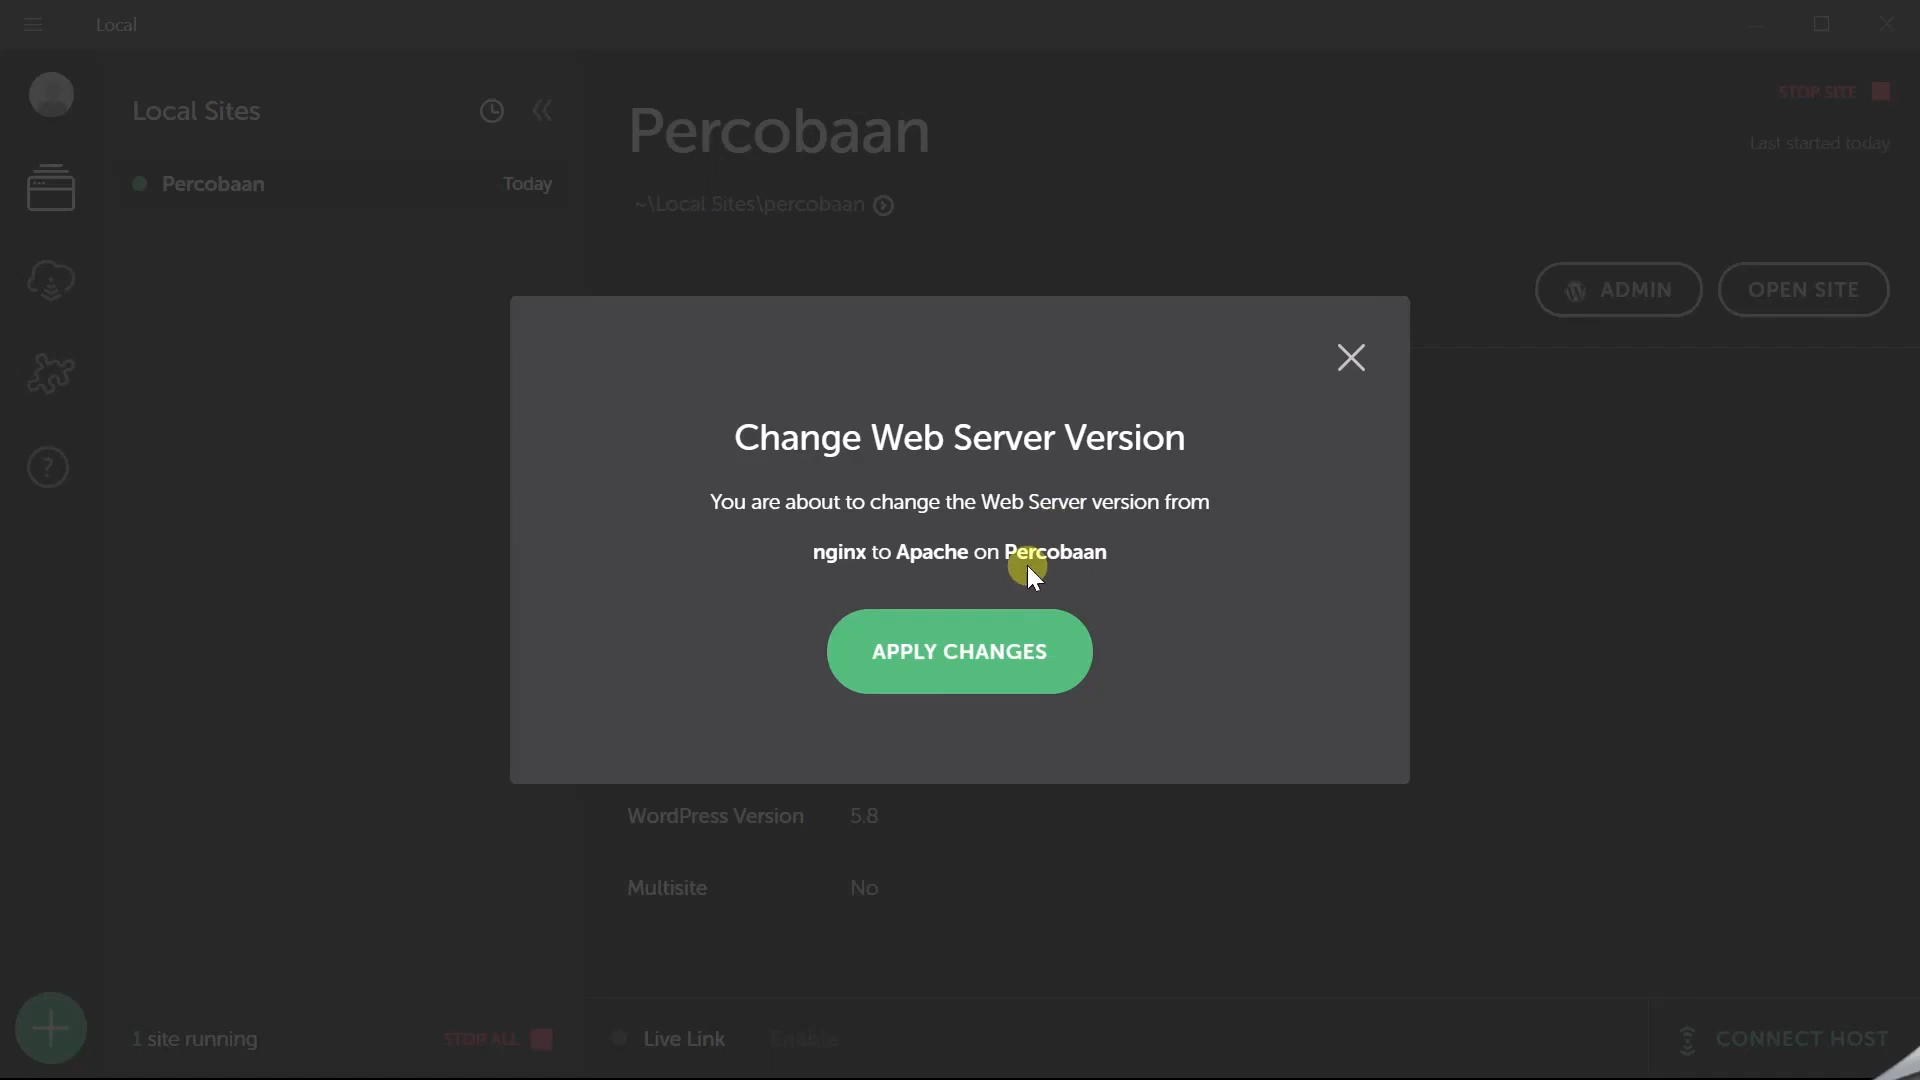 Local
Local Sites
Percobaan
Today
Percobaan
~\Local Sites\percobaan
STOP SITE
Last started today
ADMIN
OPEN SITE
Change Web Server Version
You are about to change the Web Server version from
nginx to Apache on Percobaan
APPLY CHANGES
WordPress Version 5.8
Multisite No
1 site running
STOP ALL
Live Link Enable
CONNECT HOST